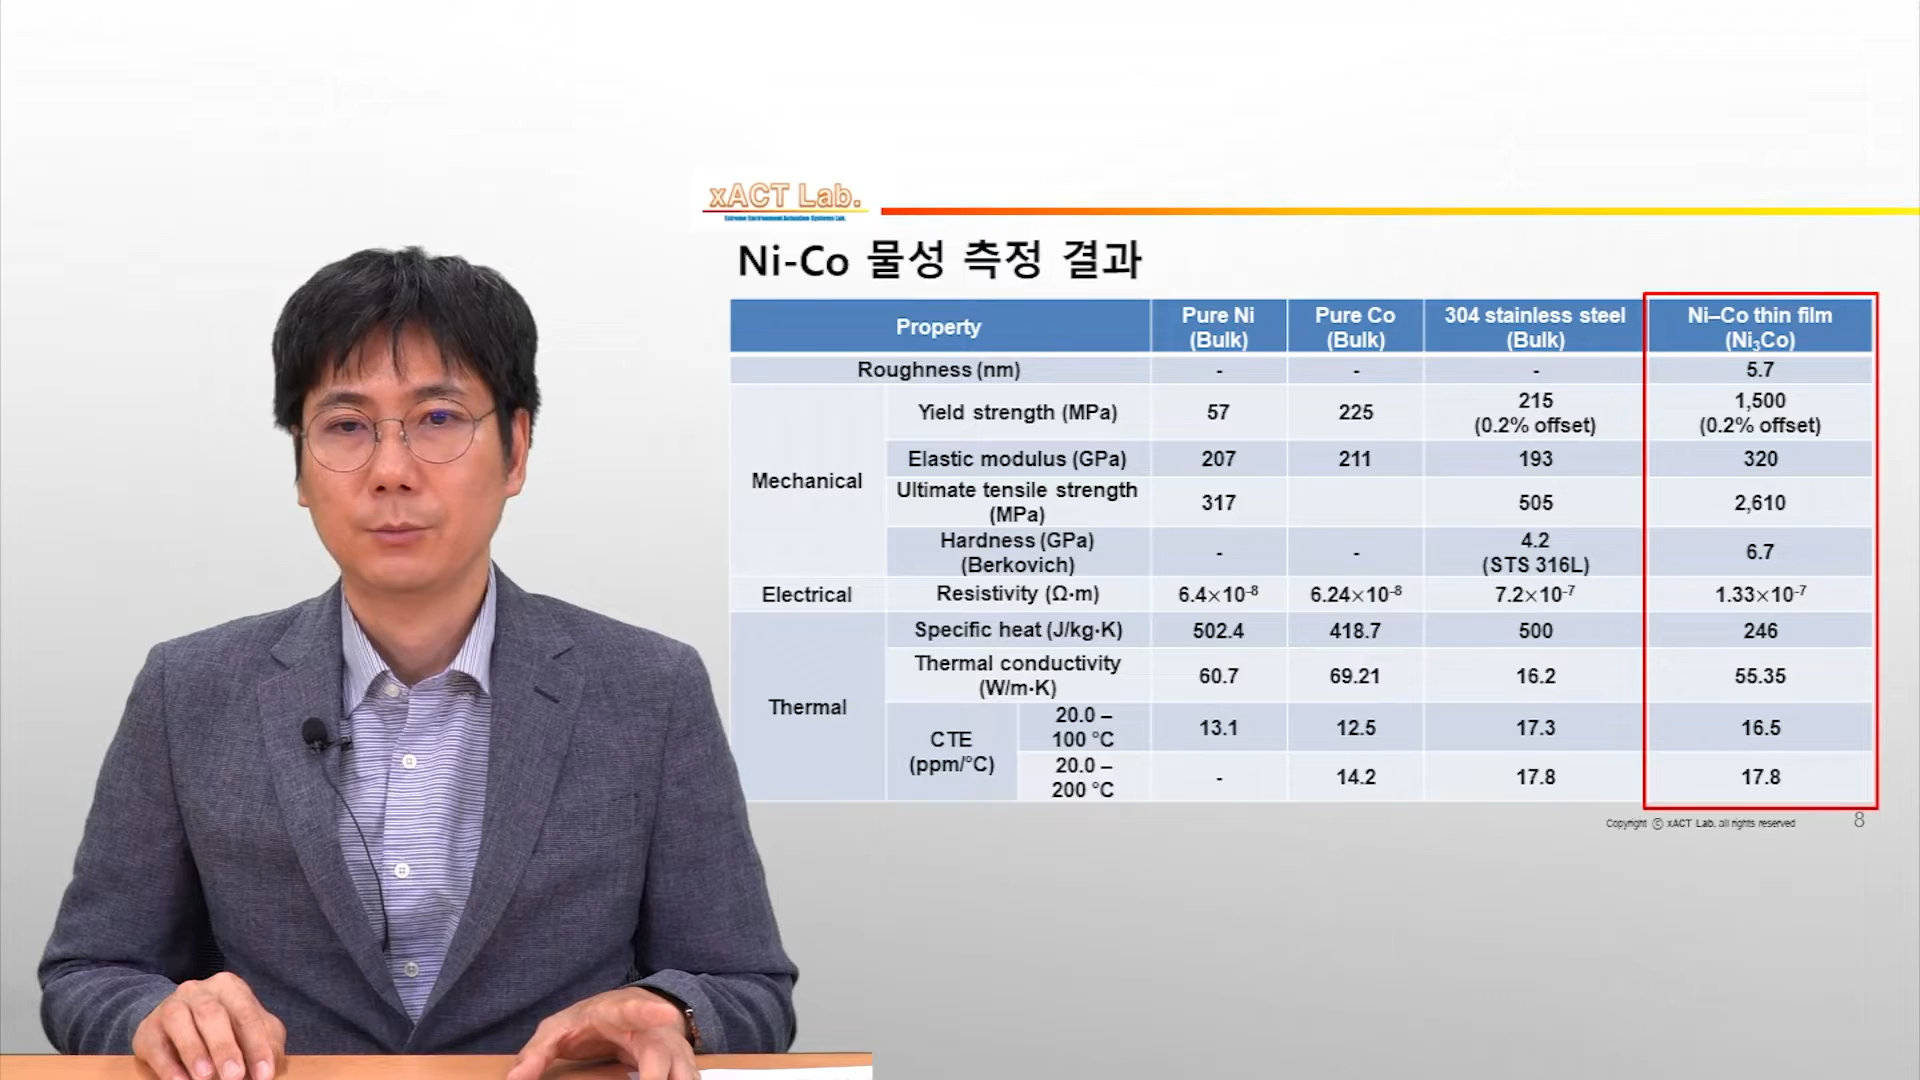 xACT Lab.
Extreme Environment Actuation Systems Lab.
Ni-Co 물성 측정 결과
Property
Pure Ni
(Bulk)
Pure Co
(Bulk)
304 stainless steel
(Bulk)
Ni–Co thin film
(Ni₃Co)
Roughness (nm)
- - - 5.7
Mechanical
Yield strength (MPa)
57
225
215
(0.2% offset)
1,500
(0.2% offset)
Elastic modulus (GPa)
207
211
193
320
Ultimate tensile strength
(MPa)
317
505
2,610
Hardness (GPa)
(Berkovich)
-
-
4.2
(STS 316L)
6.7
Electrical
Resistivity (Ω·m)
6.4×10⁻⁸
6.24×10⁻⁸
7.2×10⁻⁷
1.33×10⁻⁷
Thermal
Specific heat (J/kg·K)
502.4
418.7
500
246
Thermal conductivity
(W/m·K)
60.7
69.21
16.2
55.35
CTE
(ppm/°C)
20.0 –
100 °C
13.1
12.5
17.3
16.5
20.0 –
200 °C
-
14.2
17.8
17.8
Copyright ⓒ xACT Lab. all rights reserved
8